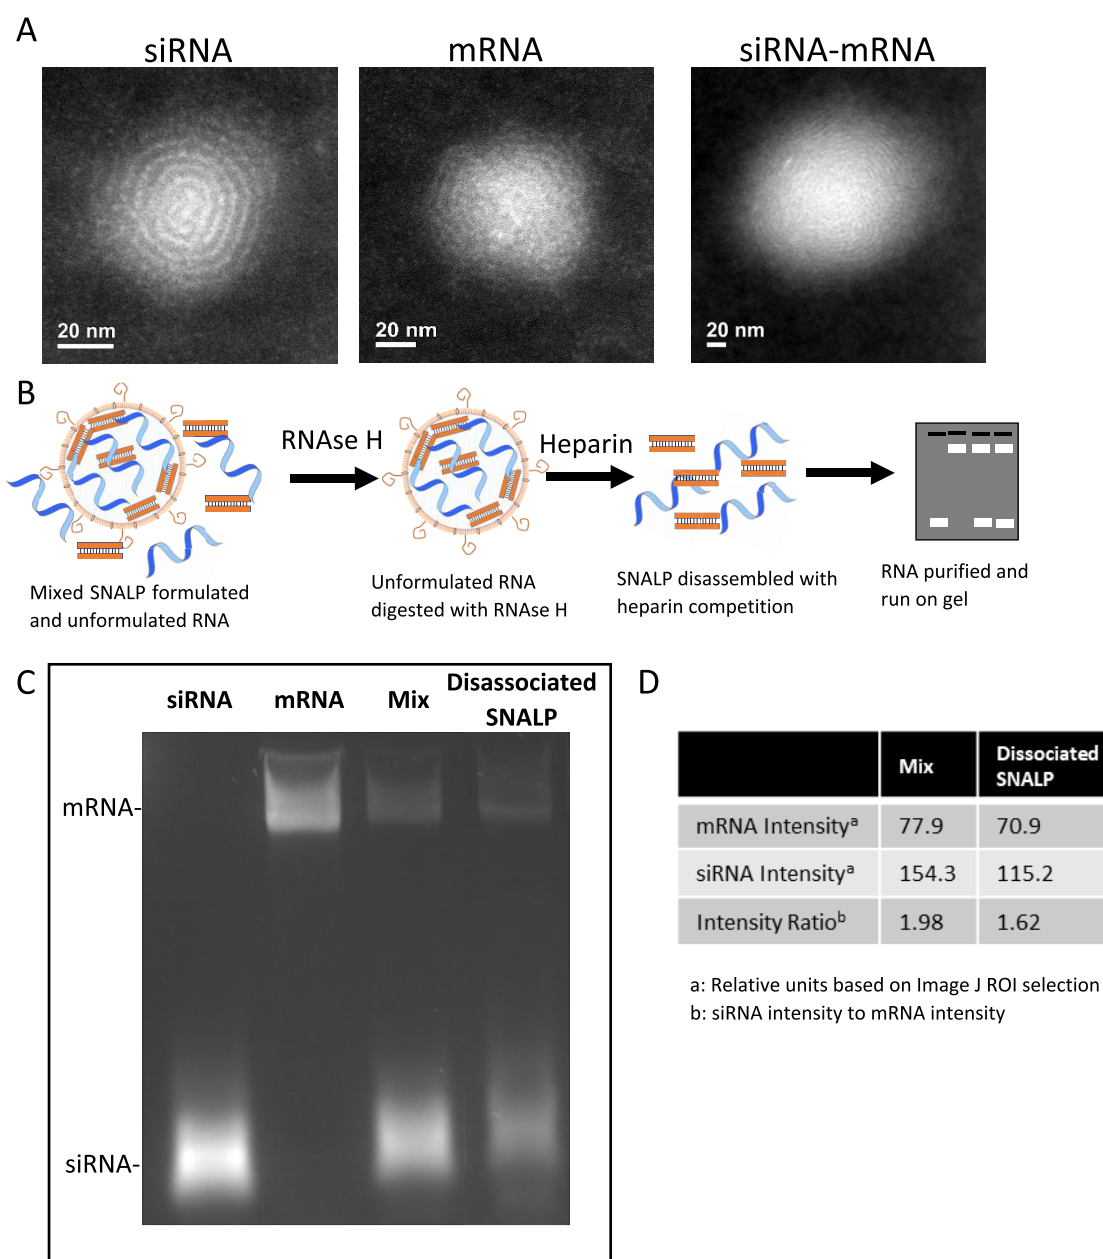 A
siRNA
mRNA
siRNA-mRNA
20 nm
20 nm
20 nm
B
RNAse H
Heparin
Mixed SNALP formulated
and unformulated RNA
Unformulated RNA
digested with RNAse H
SNALP disassembled with
heparin competition
RNA purified and
run on gel
C
siRNA
mRNA
Mix
Disassociated
SNALP
mRNA-
siRNA-
D
Mix
Dissociated
SNALP
mRNA Intensityᵃ
77.9
70.9
siRNA Intensityᵃ
154.3
115.2
Intensity Ratioᵇ
1.98
1.62
a: Relative units based on Image J ROI selection
b: siRNA intensity to mRNA intensity